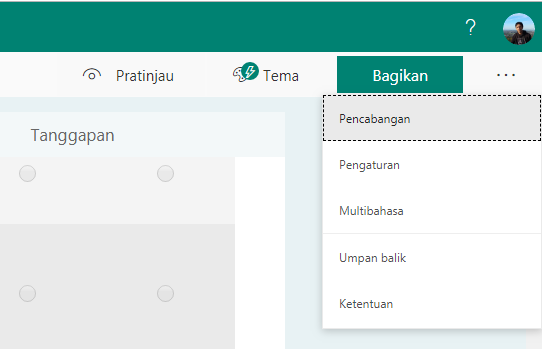 ?
Pratinjau
Tema
Bagikan
...
Tanggapan
Pencabangan
Pengaturan
Multibahasa
Umpan balik
Ketentuan